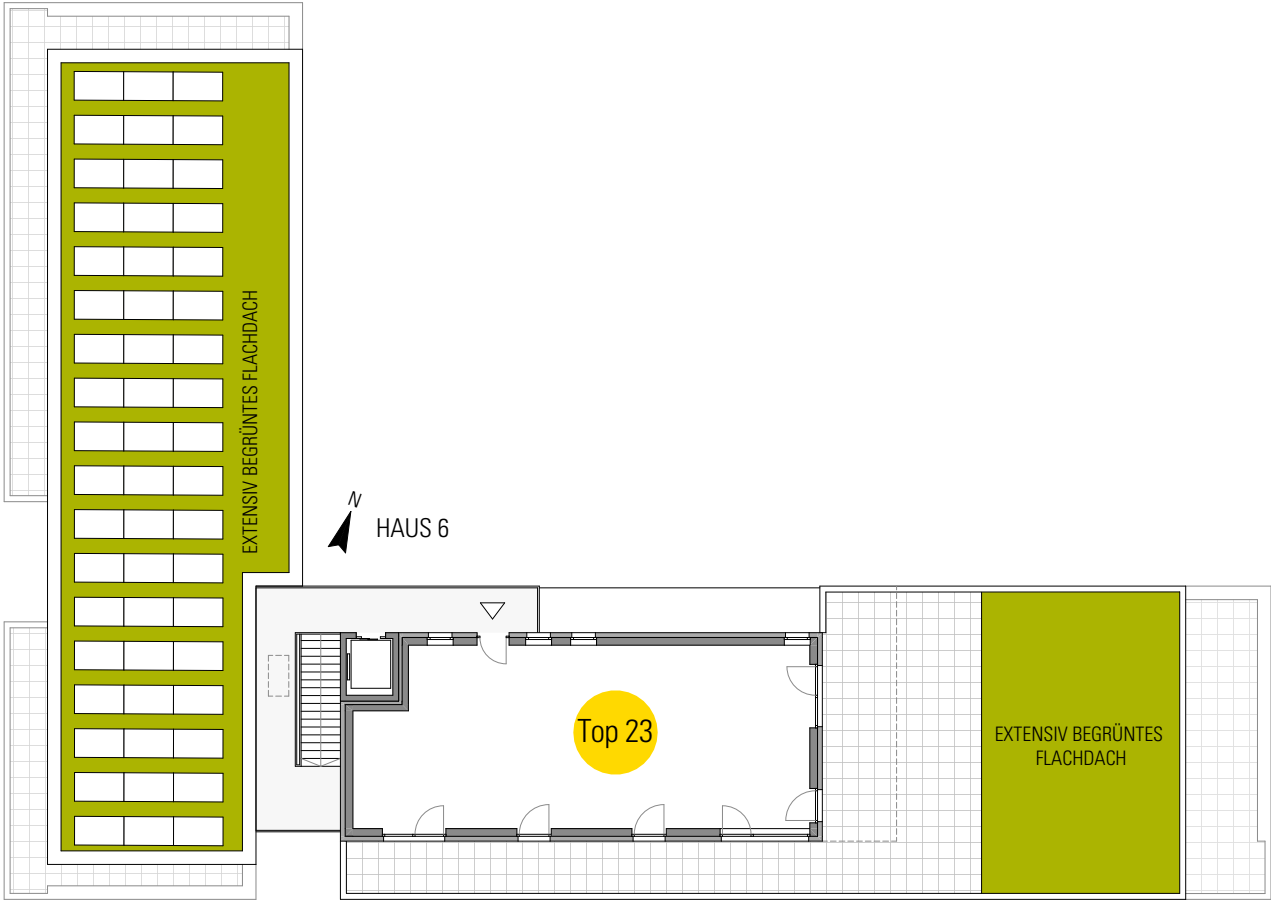 EXTENSIV BEGRÜNTES FLACHDACH
N
HAUS 6
Top 23
EXTENSIV BEGRÜNTES
FLACHDACH